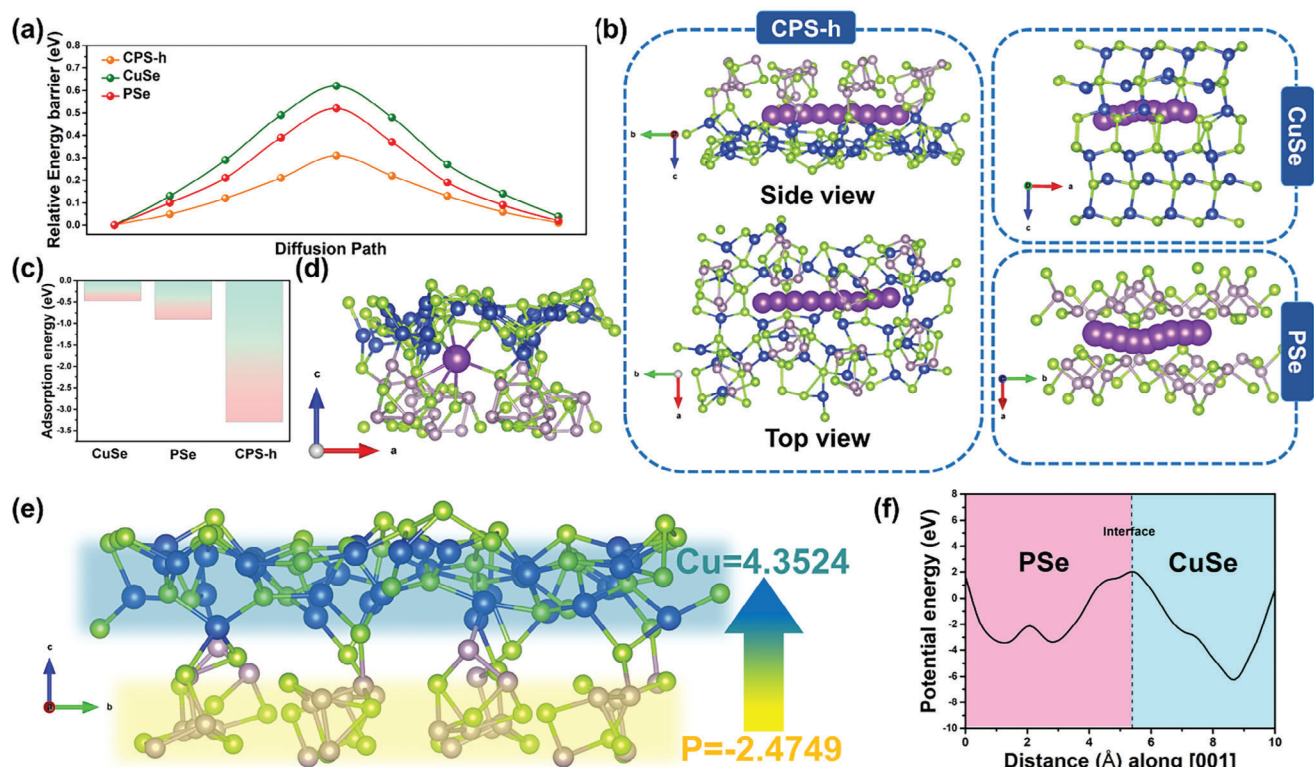 (a)
Relative Energy barrier (eV)
0.8
0.7
0.6
0.5
0.4
0.3
0.2
0.1
0.0
CPS-h
CuSe
PSe
Diffusion Path
(b)
CPS-h
b
c
Side view
b
a
Top view
a
c
CuSe
b
a
PSe
(c)
Adsorption energy (eV)
0.0
-0.5
-1.0
-1.5
-2.0
-2.5
-3.0
-3.5
CuSe PSe CPS-h
(d)
c
a
(e)
Cu=4.3524
P=-2.4749
c
a
b
(f)
Potential energy (eV)
8
6
4
2
0
-2
-4
-6
-8
-10
Interface
PSe CuSe
0 2 4 6 8 10
Distance (Å) along [001]